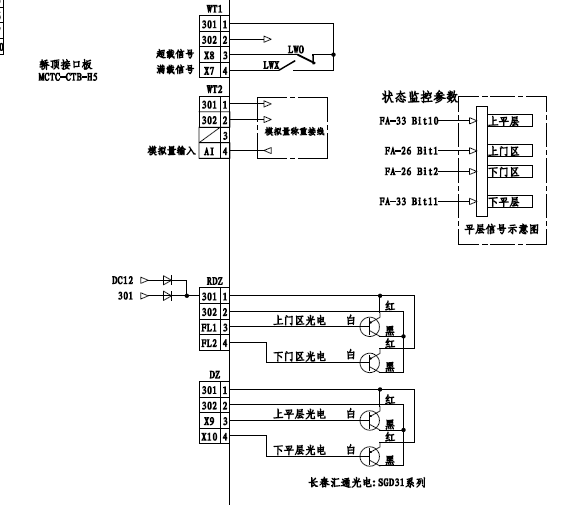 WT1
301 1
302 2
超载信号 X8 3 LWO
满载信号 X7 4 LWX
轿顶接口板
MCTC-CTB-H5
WT2
301 1
302 2
3
模拟量输入 AI 4
模拟量称重接线
状态监控参数
FA-33 Bit10 上平层
FA-26 Bit1 上门区
FA-26 Bit2 下门区
FA-33 Bit11 下平层
平层信号示意图
DC12
301
RDZ
301 1
302 2
FL1 3
FL2 4
红
上门区光电 白
黑
红
下门区光电 白
黑
DZ
301 1
302 2
X9 3
X10 4
红
上平层光电 白
黑
红
下平层光电 白
黑
长春汇通光电:SGD31系列